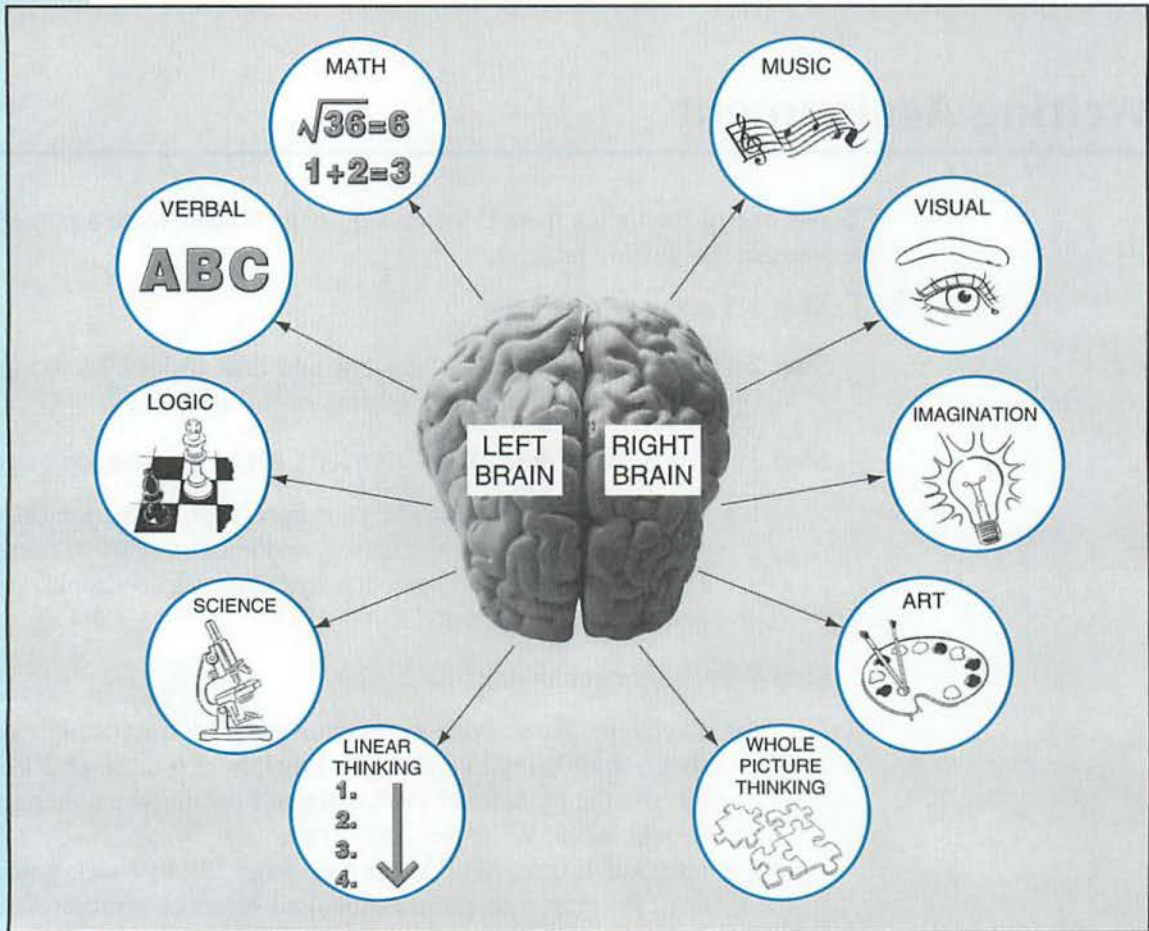 MATH
√36=6
1+2=3
MUSIC
VERBAL
ABC
VISUAL
LOGIC
LEFT
BRAIN
RIGHT
BRAIN
IMAGINATION
SCIENCE
ART
LINEAR
THINKING
1.
2.
3.
4.
WHOLE
PICTURE
THINKING